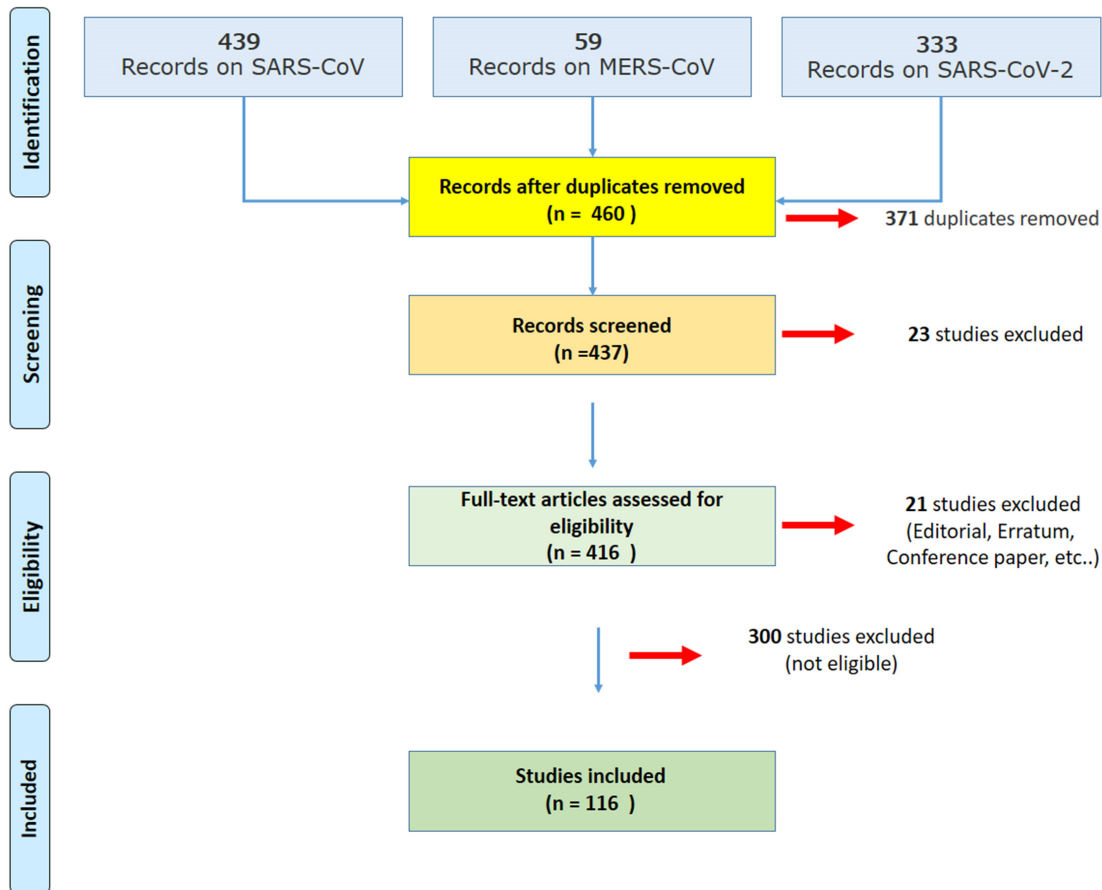 Identification
439
Records on SARS-CoV
59
Records on MERS-CoV
333
Records on SARS-CoV-2
Records after duplicates removed
(n = 460 )
371 duplicates removed
Screening
Records screened
(n =437)
23 studies excluded
Eligibility
Full-text articles assessed for
eligibility
(n = 416 )
21 studies excluded
(Editorial, Erratum,
Conference paper, etc..)
300 studies excluded
(not eligible)
Included
Studies included
(n = 116 )